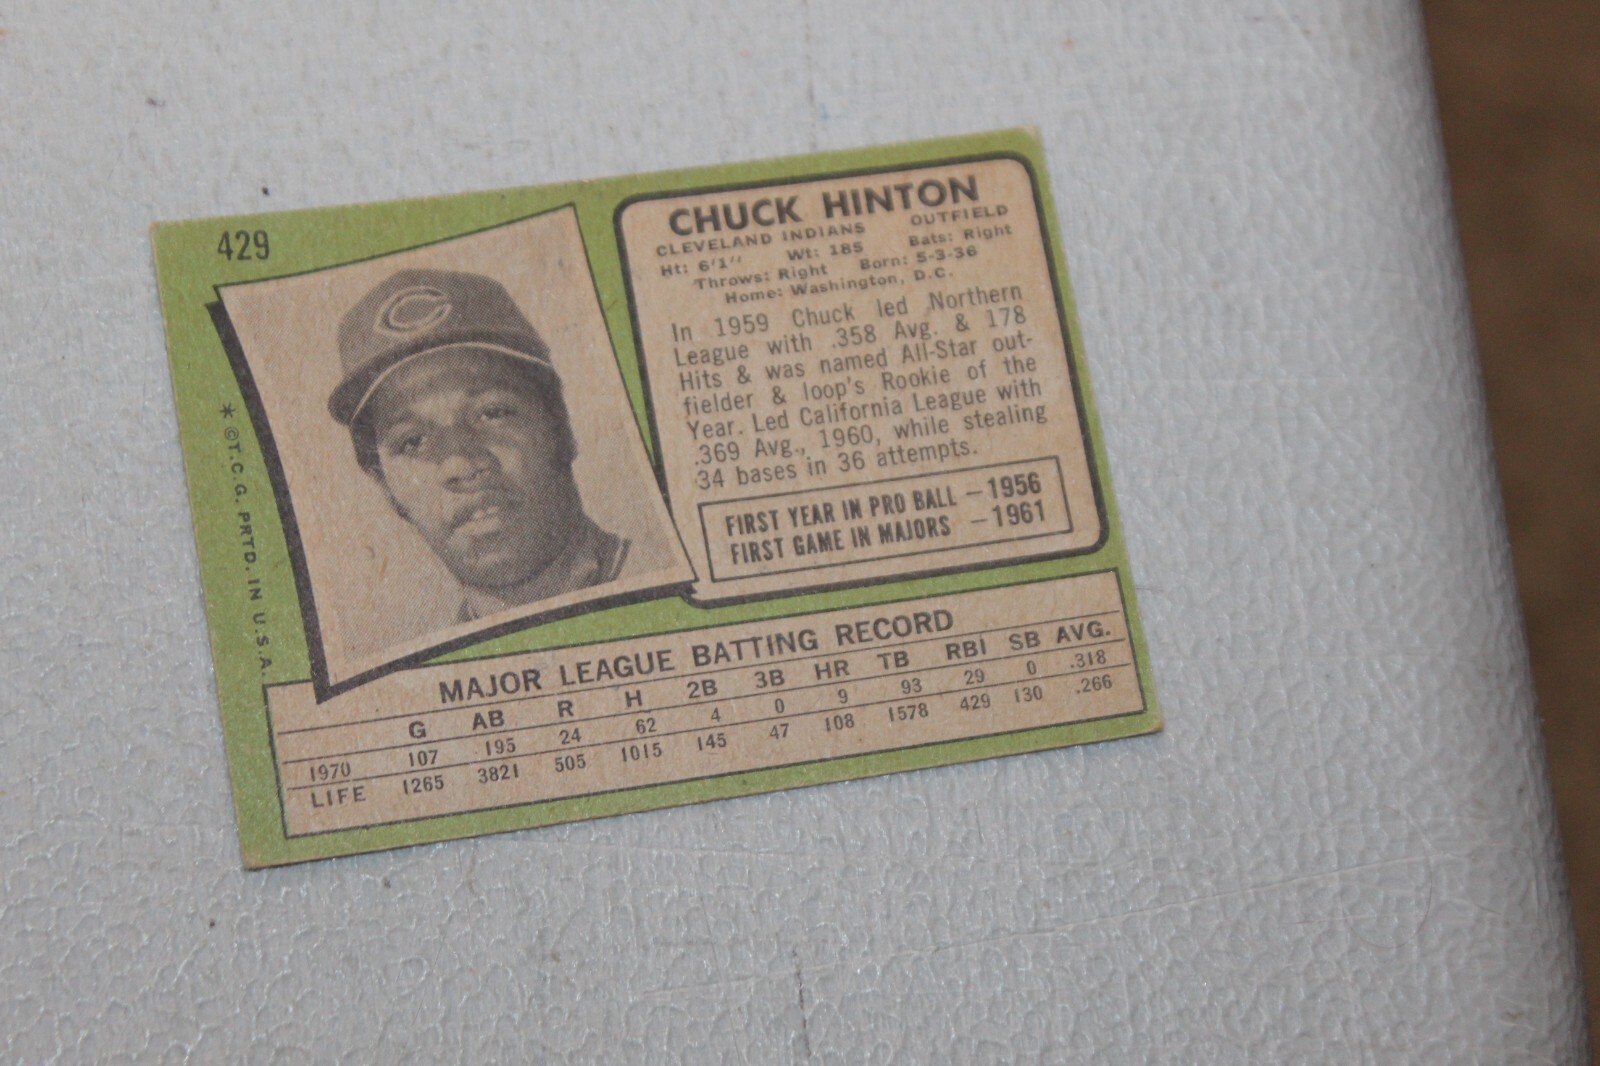 429
CHUCK HINTON
CLEVELAND INDIANS OUTFIELD
Ht: 6'1" Wt: 185 Bats: Right
Throws: Right Born: 5-3-36
Home: Washington, D.C.
In 1959 Chuck led Northern
League with .358 Avg. & 178
Hits & was named All-Star out-
fielder & loop's Rookie of the
Year. Led California League with
.369 Avg., 1960, while stealing
34 bases in 36 attempts.
FIRST YEAR IN PRO BALL — 1956
FIRST GAME IN MAJORS — 1961
C
* ©T.C.G. PRTD. IN U.S.A.
MAJOR LEAGUE BATTING RECORD
G AB R H 2B 3B HR TB RBI SB AVG.
1970 107 195 24 62 4 0 9 93 29 0 .318
LIFE 1265 3821 505 1015 145 47 108 1578 429 130 .266